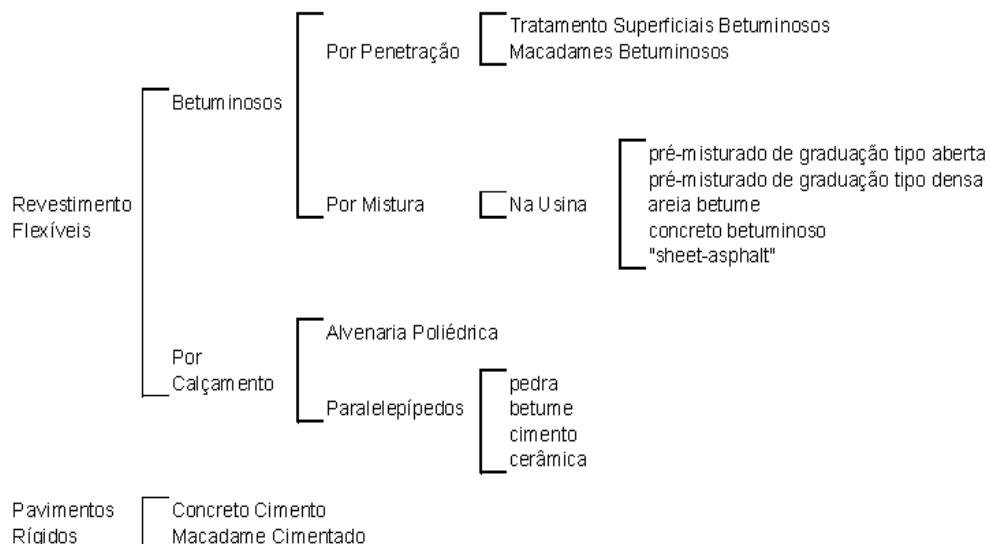 Tratamento Superficiais Betuminosos
Por Penetração
Macadames Betuminosos
Betuminosos
pré-misturado de graduação tipo aberta
pré-misturado de graduação tipo densa
Revestimento
Flexíveis
Por Mistura
Na Usina
areia betume
concreto betuminoso
"sheet-asphalt"
Alvenaria Poliédrica
Por
Calçamento
pedra
Paralelepípedos
betume
cimento
cerâmica
Pavimentos
Rígidos
Concreto Cimento
Macadame Cimentado